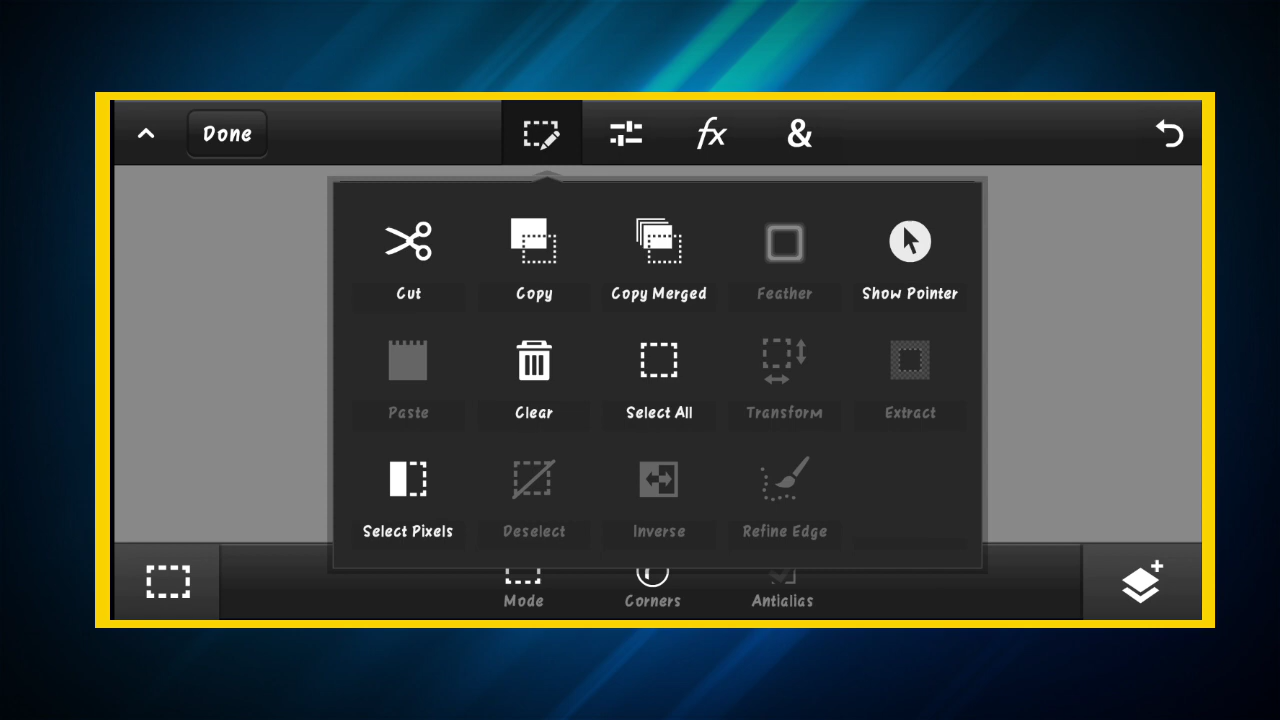 Done
fx
&
Cut
Copy
Copy Merged
Feather
Show Pointer
Paste
Clear
Select All
Transform
Extract
Select Pixels
Deselect
Inverse
Refine Edge
Mode
Corners
Antialias